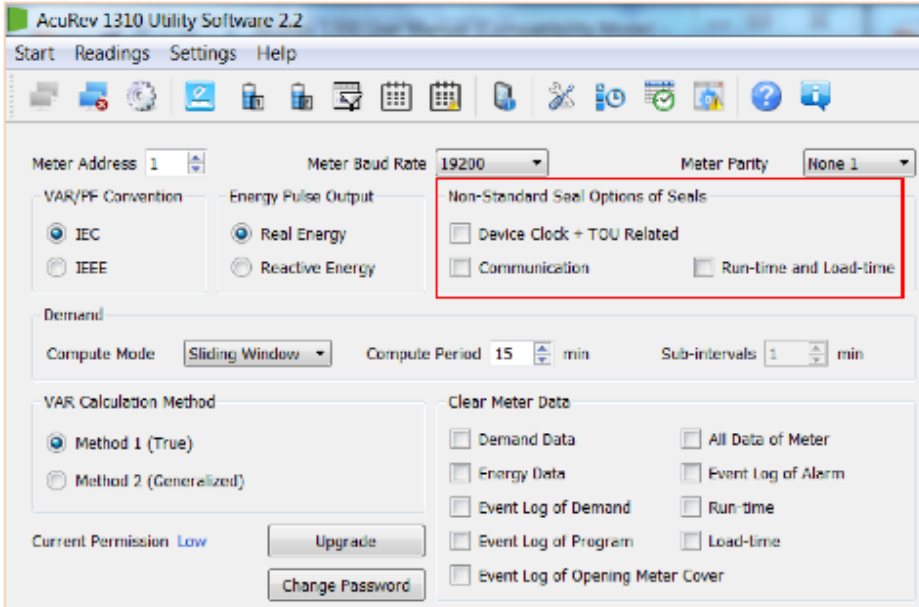 AcuRev 1310 Utility Software 2.2
Start Readings Settings Help
Meter Address 1 Meter Baud Rate 19200 Meter Parity None 1
VAR/PF Convention Energy Pulse Output Non-Standard Seal Options of Seals
IEC Real Energy Device Clock + TOU Related
IEEE Reactive Energy Communication Run-time and Load-time
Demand
Compute Mode Sliding Window Compute Period 15 min Sub-intervals 1 min
VAR Calculation Method Clear Meter Data
Method 1 (True) Demand Data All Data of Meter
Method 2 (Generalized) Energy Data Event Log of Alarm
Event Log of Demand Run-time
Current Permission Low Upgrade Event Log of Program Load-time
Change Password Event Log of Opening Meter Cover